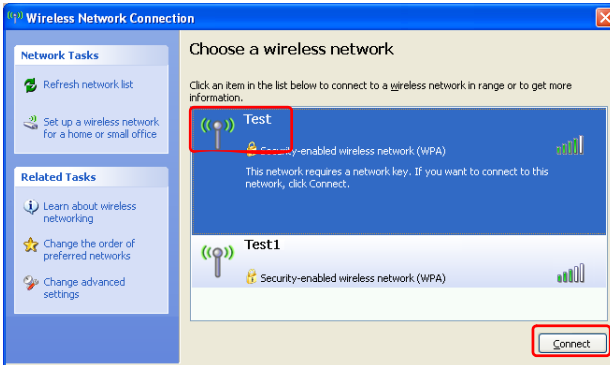 Wireless Network Connection
Network Tasks
Refresh network list
Set up a wireless network
for a home or small office
Related Tasks
Learn about wireless
networking
Change the order of
preferred networks
Change advanced
settings
Choose a wireless network
Click an item in the list below to connect to a wireless network in range or to get more
information.
Test
Security-enabled wireless network (WPA)
This network requires a network key. If you want to connect to this
network, click Connect.
Test1
Security-enabled wireless network (WPA)
Connect